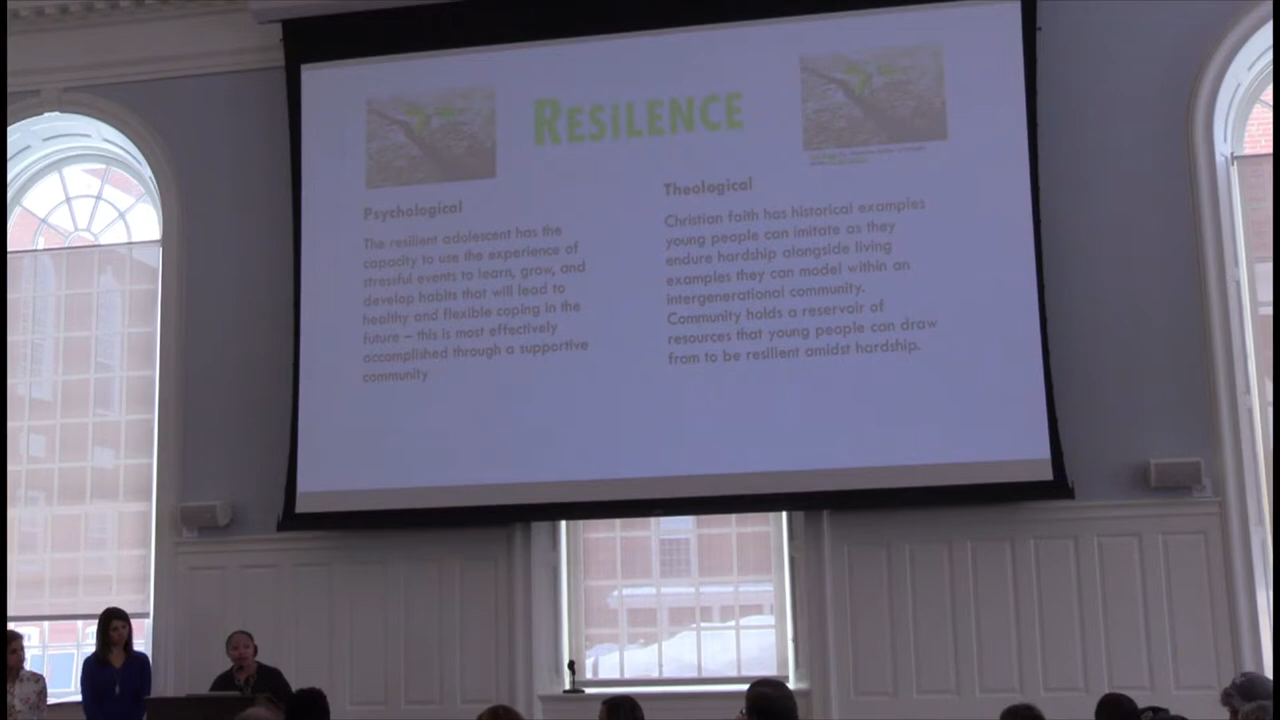 RESILENCE
Psychological
The resilient adolescent has the
capacity to use the experience of
stressful events to learn, grow, and
develop habits that will lead to
healthy and flexible coping in the
future – this is most effectively
accomplished through a supportive
community
Theological
Christian faith has historical examples
young people can imitate as they
endure hardship alongside living
examples they can model within an
intergenerational community.
Community holds a reservoir of
resources that young people can draw
from to be resilient amidst hardship.